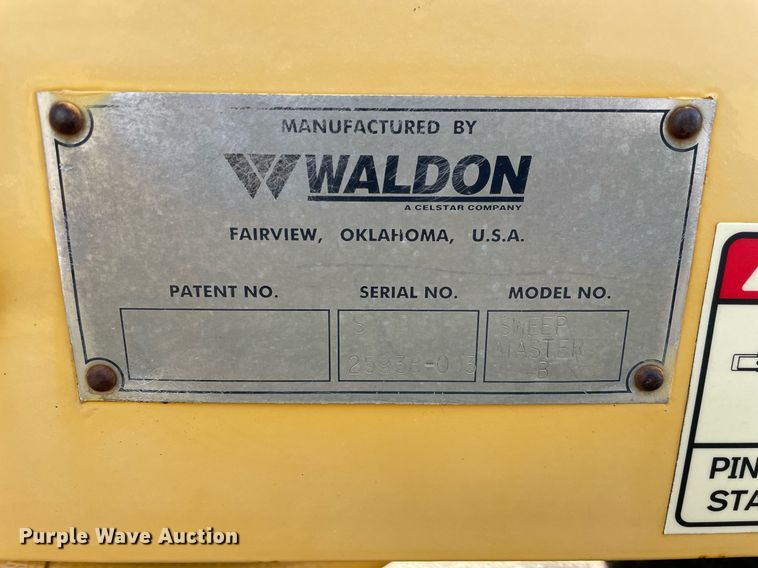 MANUFACTURED BY
WALDON
A CELSTAR COMPANY
FAIRVIEW, OKLAHOMA, U.S.A.
PATENT NO. SERIAL NO. MODEL NO.
SWEEP
MASTER
B
PIN
STA
Purple Wave Auction